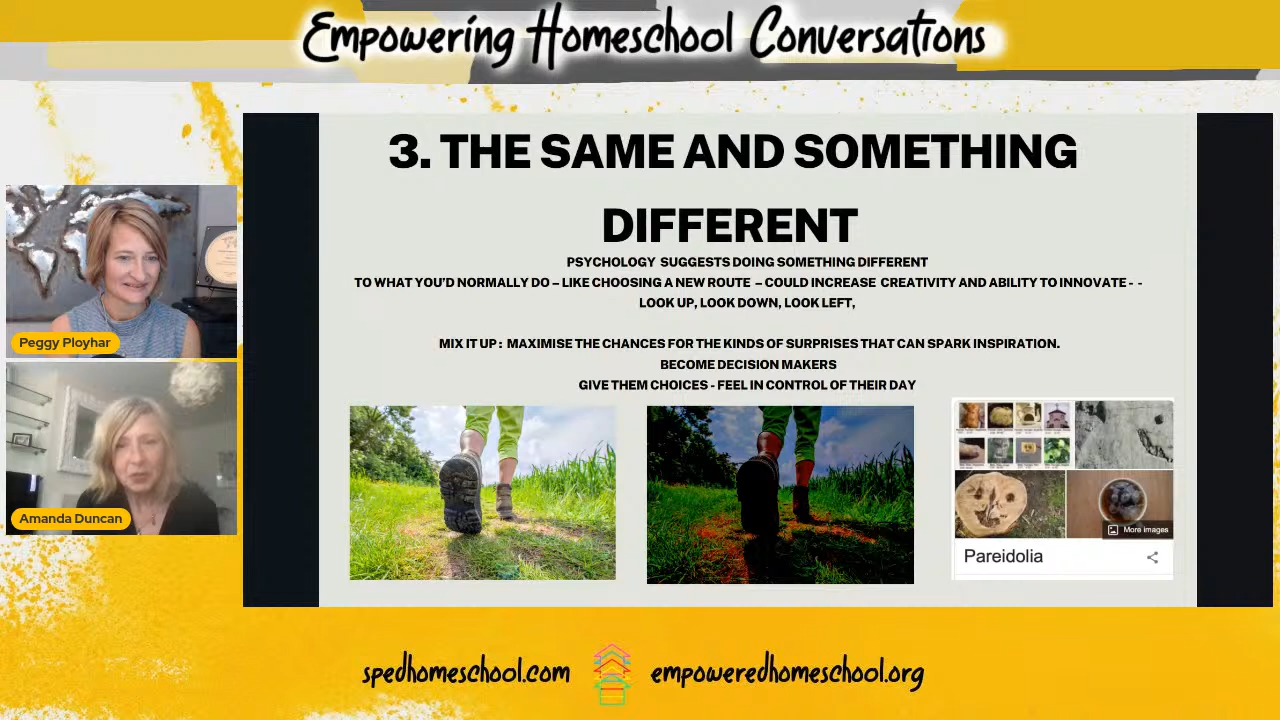 Empowering Homeschool Conversations
3. THE SAME AND SOMETHING
DIFFERENT
PSYCHOLOGY SUGGESTS DOING SOMETHING DIFFERENT
TO WHAT YOU'D NORMALLY DO – LIKE CHOOSING A NEW ROUTE – COULD INCREASE CREATIVITY AND ABILITY TO INNOVATE - -
LOOK UP, LOOK DOWN, LOOK LEFT,
MIX IT UP : MAXIMISE THE CHANCES FOR THE KINDS OF SURPRISES THAT CAN SPARK INSPIRATION.
BECOME DECISION MAKERS
GIVE THEM CHOICES - FEEL IN CONTROL OF THEIR DAY
Peggy Ployhar
Amanda Duncan
More images
Pareidolia
spedhomeschool.com
empoweredhomeschool.org